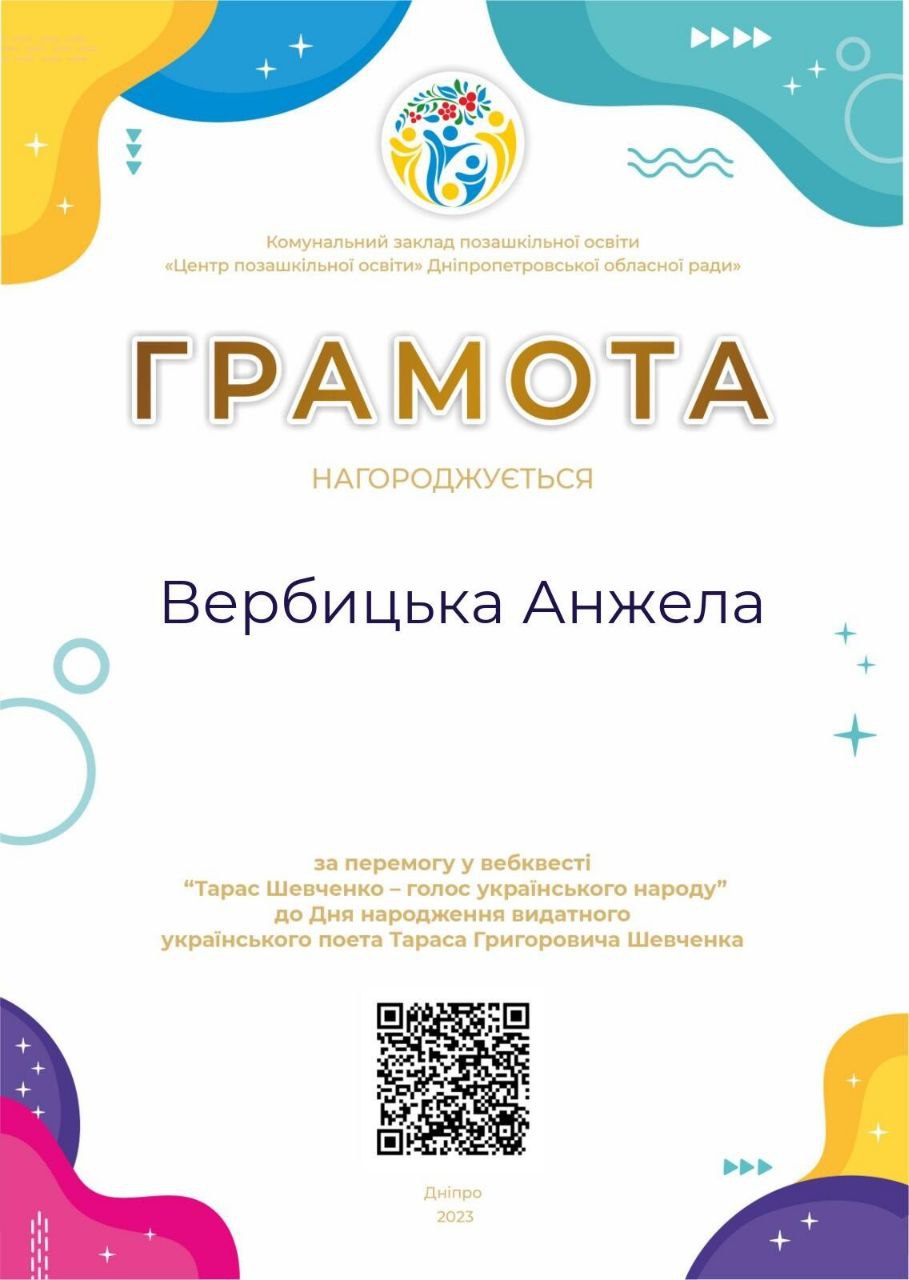 Комунальний заклад позашкільної освіти
«Центр позашкільної освіти» Дніпропетровської обласної ради»
ГРАМОТА
НАГОРОДЖУЄТЬСЯ
Вербицька Анжела
за перемогу у вебквесті
“Тарас Шевченко – голос українського народу”
до Дня народження видатного
українського поета Тараса Григоровича Шевченка
Дніпро
2023